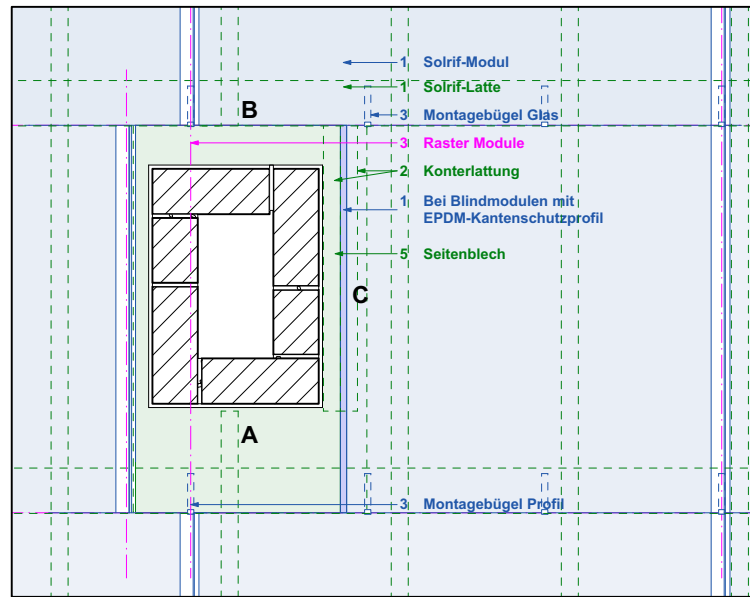 1 Solrif-Modul
1 Solrif-Latte
B
3 Montagebügel Glas
3 Raster Module
2 Konterlattung
1 Bei Blindmodulen mit
EPDM-Kantenschutzprofil
5 Seitenblech
C
A
3 Montagebügel Profil